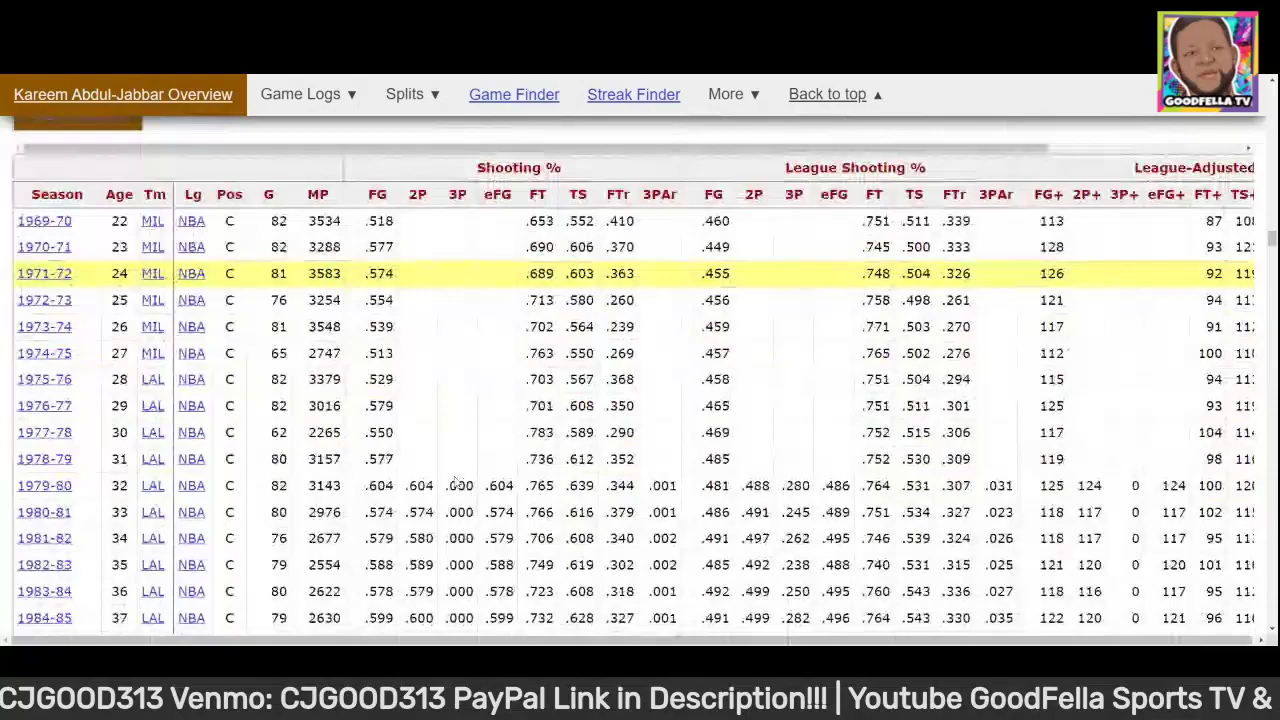 GOODFELLA TV
Kareem Abdul-Jabbar Overview Game Logs ▼ Splits ▼ Game Finder Streak Finder More ▼ Back to top ▲
Shooting % League Shooting % League-Adjusted
Season Age Tm Lg Pos G MP FG 2P 3P eFG FT TS FTr 3PAr FG 2P 3P eFG FT TS FTr 3PAr FG+ 2P+ 3P+ eFG+ FT+ TS+
1969-70 22 MIL NBA C 82 3534 .518 .653 .552 .410 .460 .751 .511 .339 113 87 108
1970-71 23 MIL NBA C 82 3288 .577 .690 .606 .370 .449 .745 .500 .333 128 93 12
1971-72 24 MIL NBA C 81 3583 .574 .689 .603 .363 .455 .748 .504 .326 126 92 119
1972-73 25 MIL NBA C 76 3254 .554 .713 .580 .260 .456 .758 .498 .261 121 94 11
1973-74 26 MIL NBA C 81 3548 .539 .702 .564 .239 .459 .771 .503 .270 117 91 112
1974-75 27 MIL NBA C 65 2747 .513 .763 .550 .269 .457 .765 .502 .276 112 100 110
1975-76 28 LAL NBA C 82 3379 .529 .703 .567 .368 .458 .751 .504 .294 115 94 11
1976-77 29 LAL NBA C 82 3016 .579 .701 .608 .350 .465 .751 .511 .301 125 93 119
1977-78 30 LAL NBA C 62 2265 .550 .783 .589 .290 .469 .752 .515 .306 117 104 114
1978-79 31 LAL NBA C 80 3157 .577 .736 .612 .352 .485 .752 .530 .309 119 98 116
1979-80 32 LAL NBA C 82 3143 .604 .604 .000 .604 .765 .639 .344 .001 .481 .488 .280 .486 .764 .531 .307 .031 125 124 0 124 100 120
1980-81 33 LAL NBA C 80 2976 .574 .574 .000 .574 .766 .616 .379 .001 .486 .491 .245 .489 .751 .534 .327 .023 118 117 0 117 102 115
1981-82 34 LAL NBA C 76 2677 .579 .580 .000 .579 .706 .608 .340 .002 .491 .497 .262 .495 .746 .539 .324 .026 118 117 0 117 95 11
1982-83 35 LAL NBA C 79 2554 .588 .589 .000 .588 .749 .619 .302 .002 .485 .492 .238 .488 .740 .531 .315 .025 121 120 0 120 101 116
1983-84 36 LAL NBA C 80 2622 .578 .579 .000 .578 .723 .608 .318 .001 .492 .499 .250 .495 .760 .543 .336 .027 118 116 0 117 95 112
1984-85 37 LAL NBA C 79 2630 .599 .600 .000 .599 .732 .628 .327 .001 .491 .499 .282 .496 .764 .543 .330 .035 122 120 0 121 96 116
CJGOOD313 Venmo: CJGOOD313 PayPal Link in Description!!! | Youtube GoodFella Sports TV &